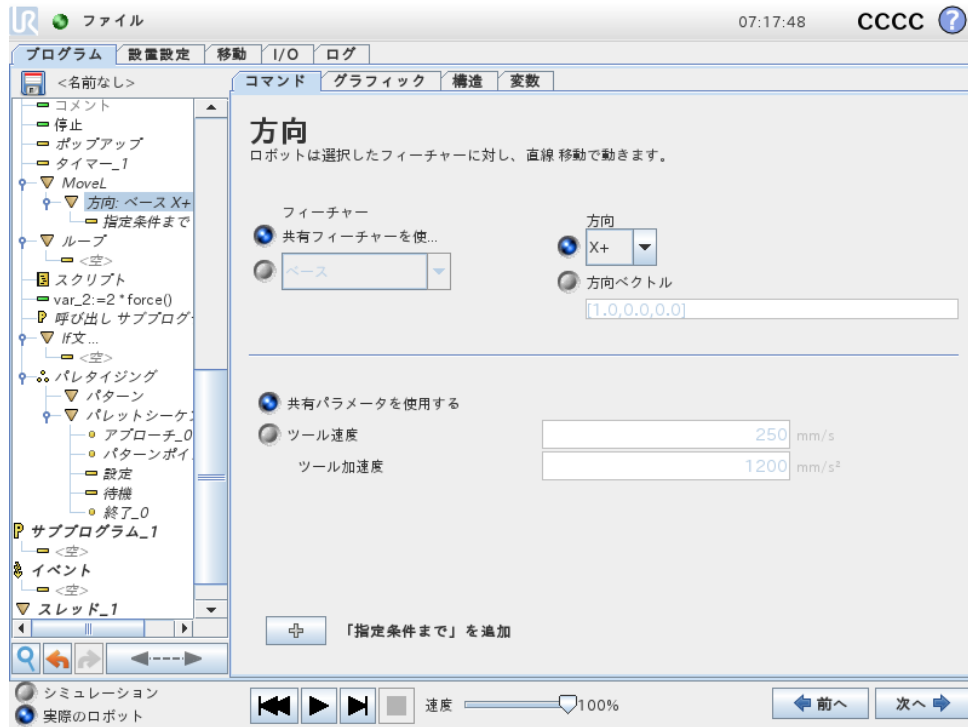 UR ファイル 07:17:48 CCCC ?
プログラム 設置設定 移動 I/O ログ
<名前なし>
コマンド グラフィック 構造 変数
コメント
停止
ポップアップ
タイマー_1
MoveL
方向: ベース X+
指定条件まで
ループ
<空>
スクリプト
var_2:=2*force()
呼び出し サブプログ
If文...
<空>
パレタイジング
パターン
パレットシーケン
アプローチ_0
パターンポイ
設定
待機
終了_0
P サブプログラム_1
<空>
イベント
<空>
スレッド_1
方向
ロボットは選択したフィーチャーに対し、直線 移動で動きます。
フィーチャー
共有フィーチャーを使...
ベース
方向
X+
方向ベクトル
[1.0,0.0,0.0]
共有パラメータを使用する
ツール速度 250 mm/s
ツール加速度 1200 mm/s²
「指定条件まで」を追加
シミュレーション
実際のロボット
速度 100%
前へ 次へ